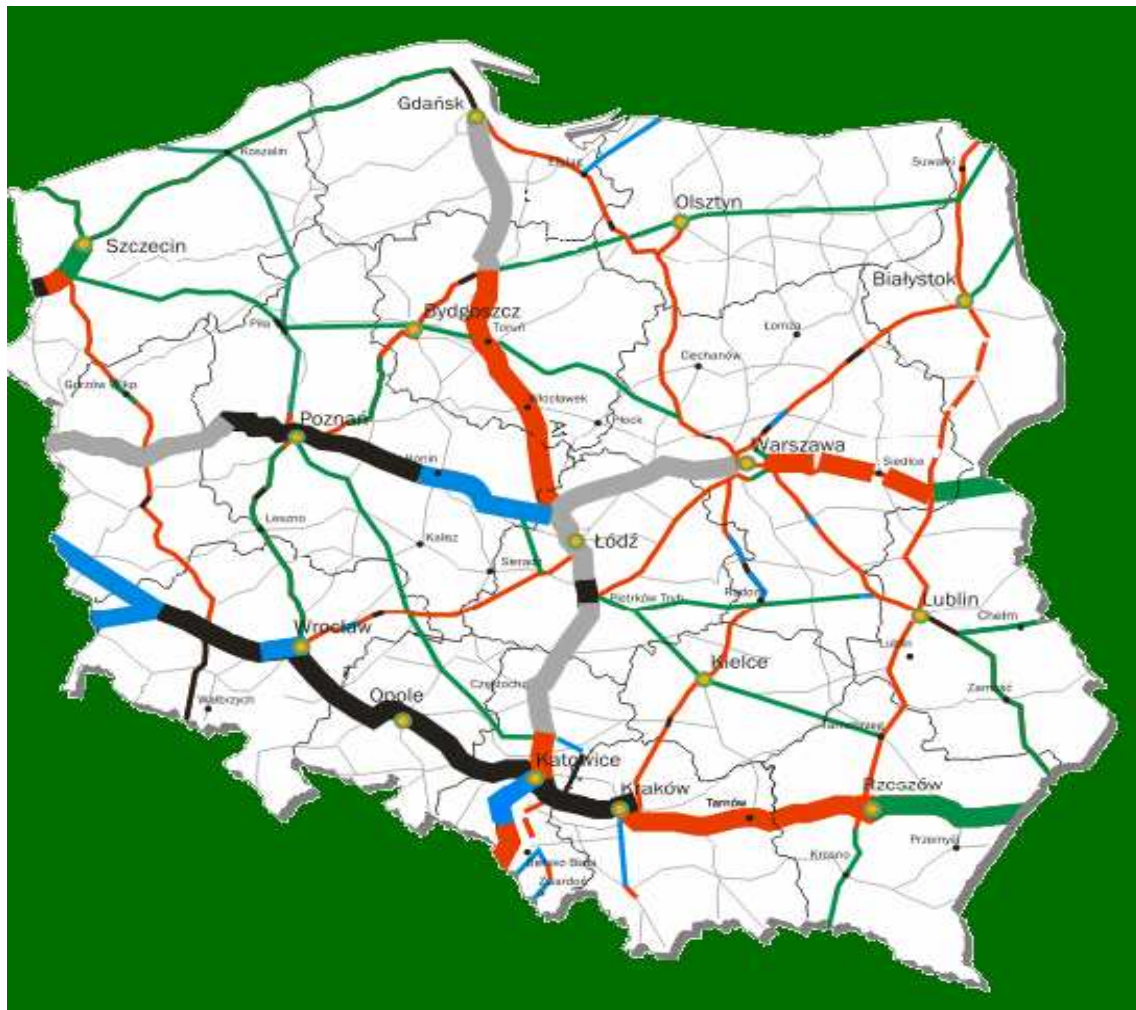 Gdańsk
Koszalin
Elbląg
Suwałki
Olsztyn
Szczecin
Białystok
Bydgoszcz
Piła
Toruń
Łomża
Ciechanów
Gorzów Wlkp
Włocławek
Płock
Poznań
Warszawa
Konin
Siedlce
Leszno
Kalisz
Łódź
Sieradz
Piotrków Tryb
Radom
Lublin
Chełm
Wrocław
Kielce
Zamość
Wałbrzych
Opole
Częstochowa
Tarnobrzeg
Katowice
Kraków
Rzeszów
Tarnów
Przemyśl
Krosno
Bielsko Biała
Zwardoń